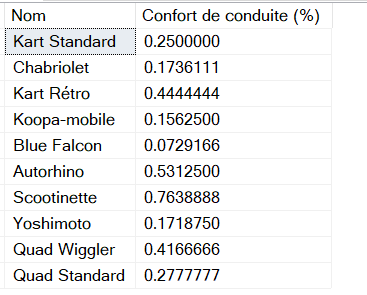 Nom Confort de conduite (%)
Kart Standard 0.2500000
Chabriolet 0.1736111
Kart Rétro 0.4444444
Koopa-mobile 0.1562500
Blue Falcon 0.0729166
Autorhino 0.5312500
Scootinette 0.7638888
Yoshimoto 0.1718750
Quad Wiggler 0.4166666
Quad Standard 0.2777777